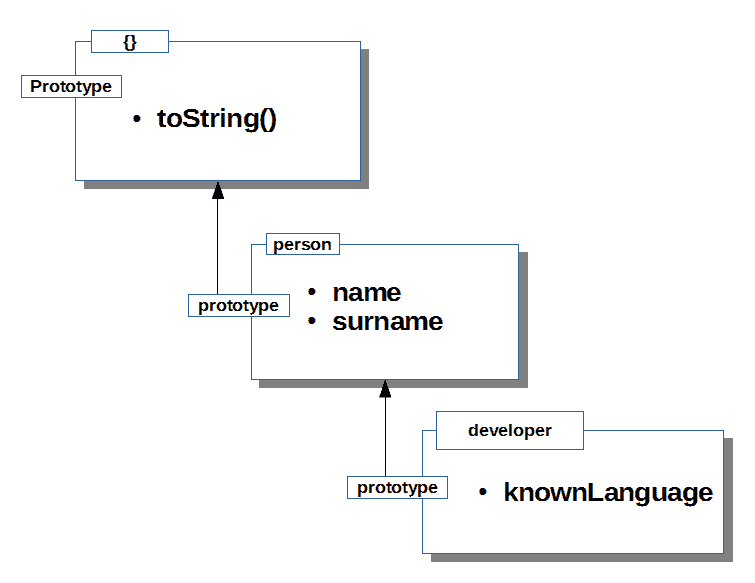 {}
Prototype
• toString()
person
prototype
• name
• surname
developer
prototype
• knownLanguage